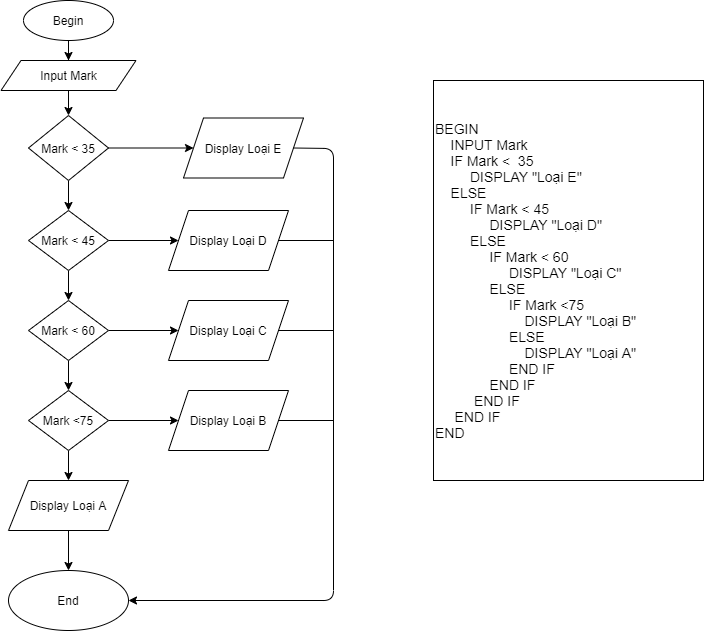 Begin
Input Mark
Mark < 35
Display Loại E
Mark < 45
Display Loại D
Mark < 60
Display Loại C
Mark <75
Display Loại B
Display Loại A
End
BEGIN
INPUT Mark
IF Mark < 35
DISPLAY "Loại E"
ELSE
IF Mark < 45
DISPLAY "Loại D"
ELSE
IF Mark < 60
DISPLAY "Loại C"
ELSE
IF Mark <75
DISPLAY "Loại B"
ELSE
DISPLAY "Loại A"
END IF
END IF
END IF
END IF
END